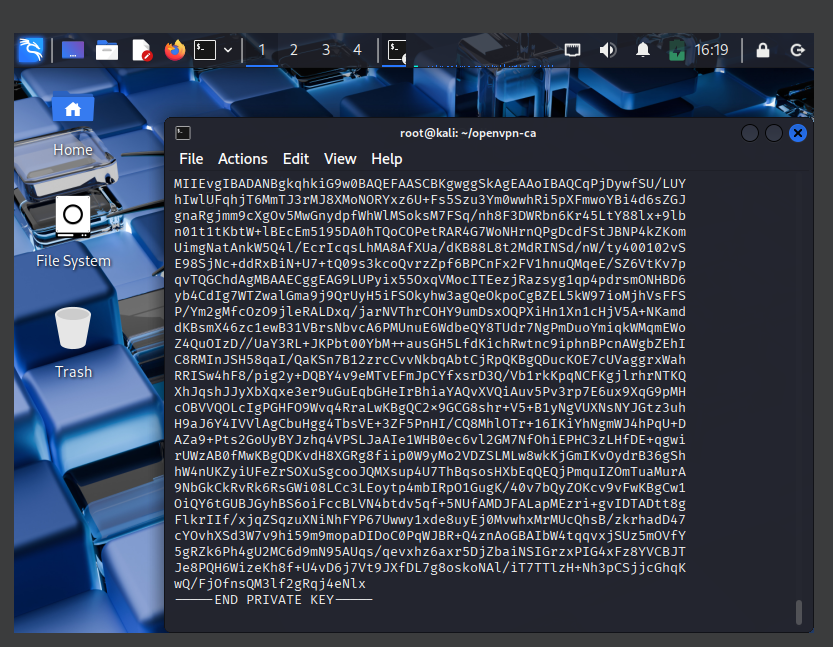 1 2 3 4 16:19
Home
File System
Trash
root@kali: ~/openvpn-ca
File Actions Edit View Help
MIIEvgIBADANBgkqhkiG9w0BAQEFAASCBKgwggSkAgEAAoIBAQCqPjDywfSU/LUY
hIwlUFqhjT6MmTJ3rMJ8XMoNORYxz6U+Fs5Szu3Ym0wwhRi5pXFmwoYBi4d6sZGJ
gnaRgjmm9cXgOv5MwGnydpfWhWlMSoksM7FSq/nh8F3DWRbn6Kr45LtY88lx+9lb
n01t1tKbtW+lBEcEm5195DA0hTQoCOPetRAR4G7WoNHrnQPgDcdFStJBNP4kZKom
UimgNatAnkW5Q4l/EcrIcqsLhMA8AfXUa/dKB88L8t2MdRINSd/nW/ty400102vS
E98SjNc+ddRxBiN+U7+tQ09s3kcoQvrzZpf6BPCnFx2FV1hnuQMqeE/SZ6VtKv7p
qvTQGChdAgMBAAECggEAG9LUPyix55OxqVMocITEezjRazsyg1qp4pdrsmONHBD6
yb4CdIg7WTZwalGma9j9QrUyH5iFSOkyhw3agQeOkpoCgBZEL5kW97ioMjhVsFFS
P/Ym2gMfcOzO9jleRALDxq/jarNVThrCOHY9umDsxOQPXiHn1Xn1cHjV5A+NKamd
dKBsmX46zc1ewB31VBrsNbvcA6PMUnuE6WdbeQY8TUdr7NgPmDuoYmiqkWMqmEWo
Z4QuOIzD//UaY3RL+JKPbt00YbM++ausGH5LfdKichRwtnc9iphnBPcnAWgbZEhI
C8RMInJSH58qaI/QaKSn7B12zrcCvvNkbqAbtCjRpQKBgQDucKOE7cUVaggrxWah
RRISw4hF8/pig2y+DQBY4v9eMTvEFmJpCYfxsrD3Q/Vb1rkKpqNCFKgjlrhrNTKQ
XhJqshJJyXbXqxe3er9uGuEqbGHeIrBhiaYAQvXVQiAuv5Pv3rp7E6ux9XqG9pMH
cOBVVQOLcIgPGHFO9Wvq4RraLwKBgQC2×9GCG8shr+V5+B1yNgVUXNsNYJGtz3uh
H9aJ6Y4IVVlAgCbuHgg4TbsVE+3ZF5PnHI/CQ8MhlOTr+16IKiYhNgmWJ4hPqU+D
AZa9+Pts2GoUyBYJzhq4VPSLJaAIe1WHB0ec6vl2GM7NfOhiEPHC3zLHfDE+qgwi
rUWzAB0fMwKBgQDKvdH8XGRg8fiip0W9yMo2VDZSLMLw8wkKjGmIKvOydrB36gSh
hW4nUKZyiUFeZrSOXuSgcooJQMXsup4U7ThBqsosHXbEqQEQjPmquIZOmTuaMurA
9NbGkCkRvRk6RsGWi08LCc3LEoytp4mbIRpO1GugK/40v7bQyZOKcv9vFwKBgCw1
OiQY6tGUBJGyhBS6oiFccBLVN4btdv5qf+5NUfAMDJFALapMEzri+gvIDTADtt8g
FlkrIIf/xjqZSqzuXNiNhFYP67Uwwy1xde8uyEj0MvwhxMrMUcQhsB/zkrhadD47
cYOvhXSd3W7v9hi59m9mopaDIDoC0PqWJBR+Q4znAoGBAIbW4tqqvxjSUz5mOVfY
5gRZk6Ph4gU2MC6d9mN95AUqs/qevxhz6axr5DjZbaiNSIGrzxPIG4xFz8YVCBJT
Je8PQH6WizeKh8f+U4vD6j7Vt9JXfDL7g8oskoNAl/iT7TTlzH+Nh3pCSjjcGhqK
wQ/FjOfnsQM3lf2gRqj4eNlx
-----END PRIVATE KEY-----